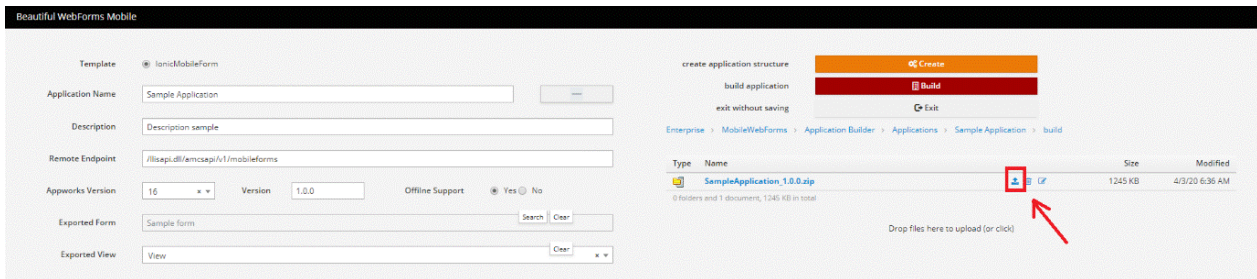 Beautiful WebForms Mobile
Template IonicMobileForm
Application Name Sample Application
Description Description sample
Remote Endpoint /llisapi.dll/amcsapi/v1/mobileforms
Appworks Version 16 Version 1.0.0 Offline Support Yes No
Exported Form Sample form Search Clear
Exported View View Clear
create application structure Create
build application Build
exit without saving Exit
Enterprise > MobileWebForms > Application Builder > Applications > Sample Application > build
Type Name Size Modified
SampleApplication_1.0.0.zip 1245 KB 4/3/20 6:36 AM
0 folders and 1 document, 1245 KB in total
Drop files here to upload (or click)